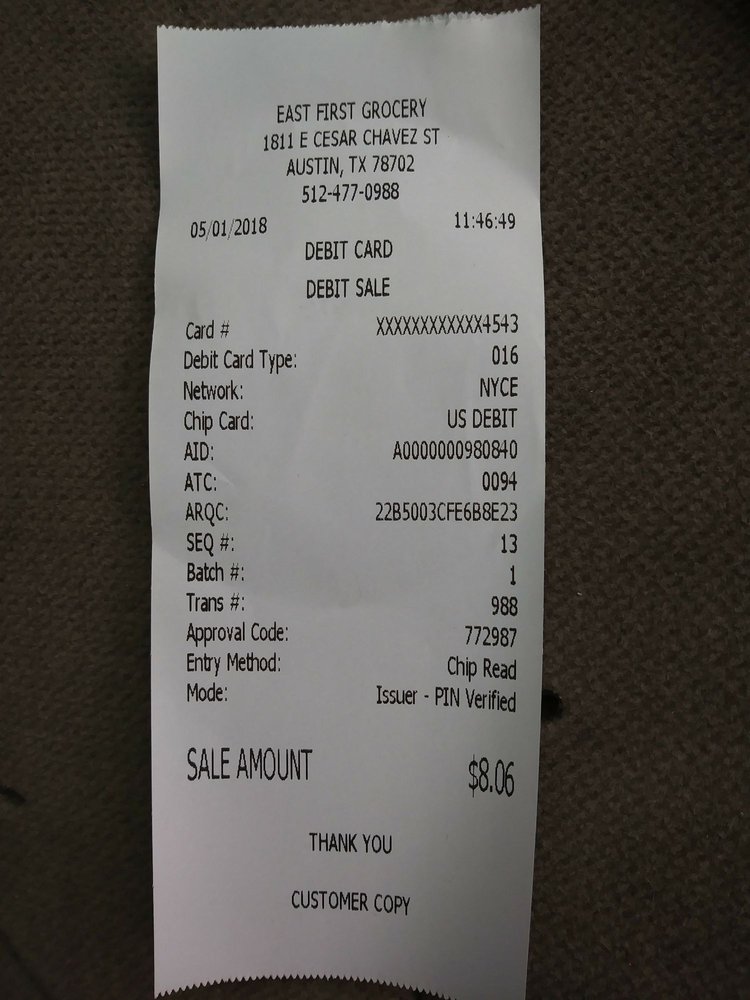 EAST FIRST GROCERY
1811 E CESAR CHAVEZ ST
AUSTIN, TX 78702
512-477-0988
05/01/2018 11:46:49
DEBIT CARD
DEBIT SALE
Card # XXXXXXXXXXXX4543
Debit Card Type: 016
Network: NYCE
Chip Card: US DEBIT
AID: A0000000980840
ATC: 0094
ARQC: 22B5003CFE6B8E23
SEQ #: 13
Batch #: 1
Trans #: 988
Approval Code: 772987
Entry Method: Chip Read
Mode: Issuer - PIN Verified
SALE AMOUNT $8.06
THANK YOU
CUSTOMER COPY